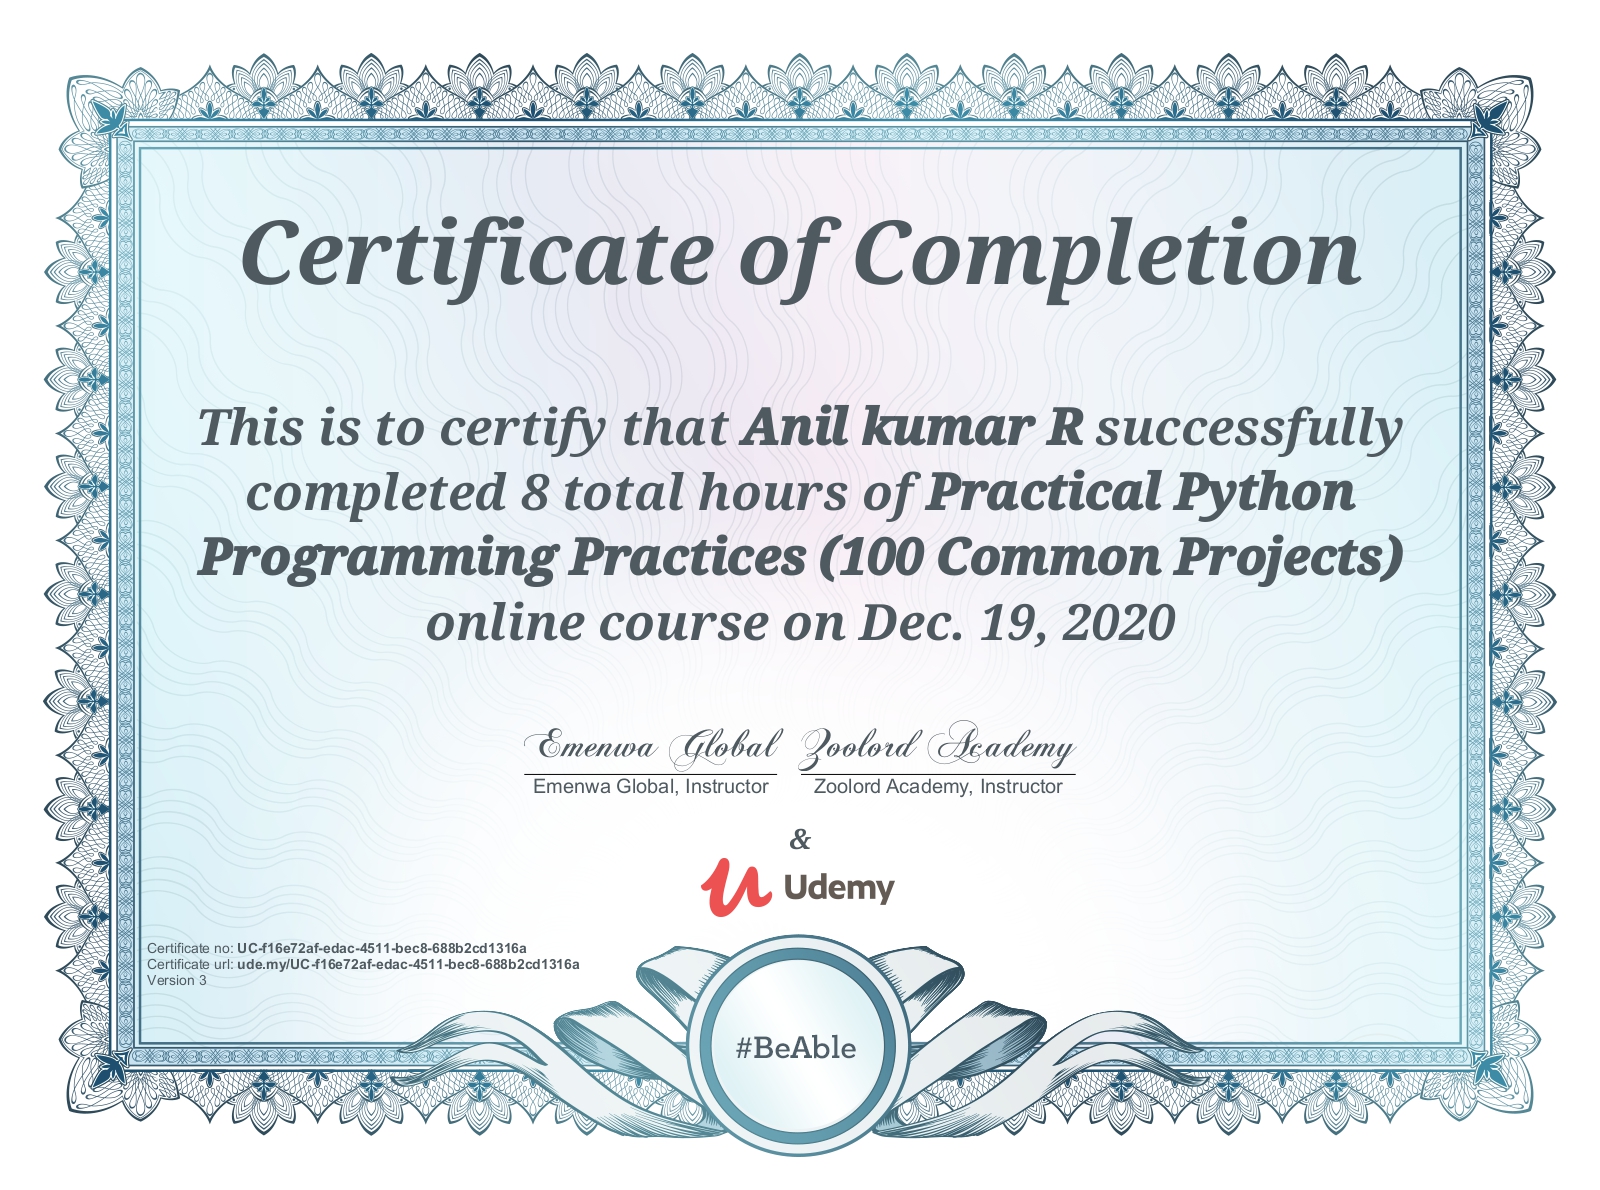 Certificate of Completion
This is to certify that Anil kumar R successfully
completed 8 total hours of Practical Python
Programming Practices (100 Common Projects)
online course on Dec. 19, 2020
Emenwa Global Zoolord Academy
Emenwa Global, Instructor Zoolord Academy, Instructor
&
Udemy
Certificate no: UC-f16e72af-edac-4511-bec8-688b2cd1316a
Certificate url: ude.my/UC-f16e72af-edac-4511-bec8-688b2cd1316a
Version 3
#BeAble